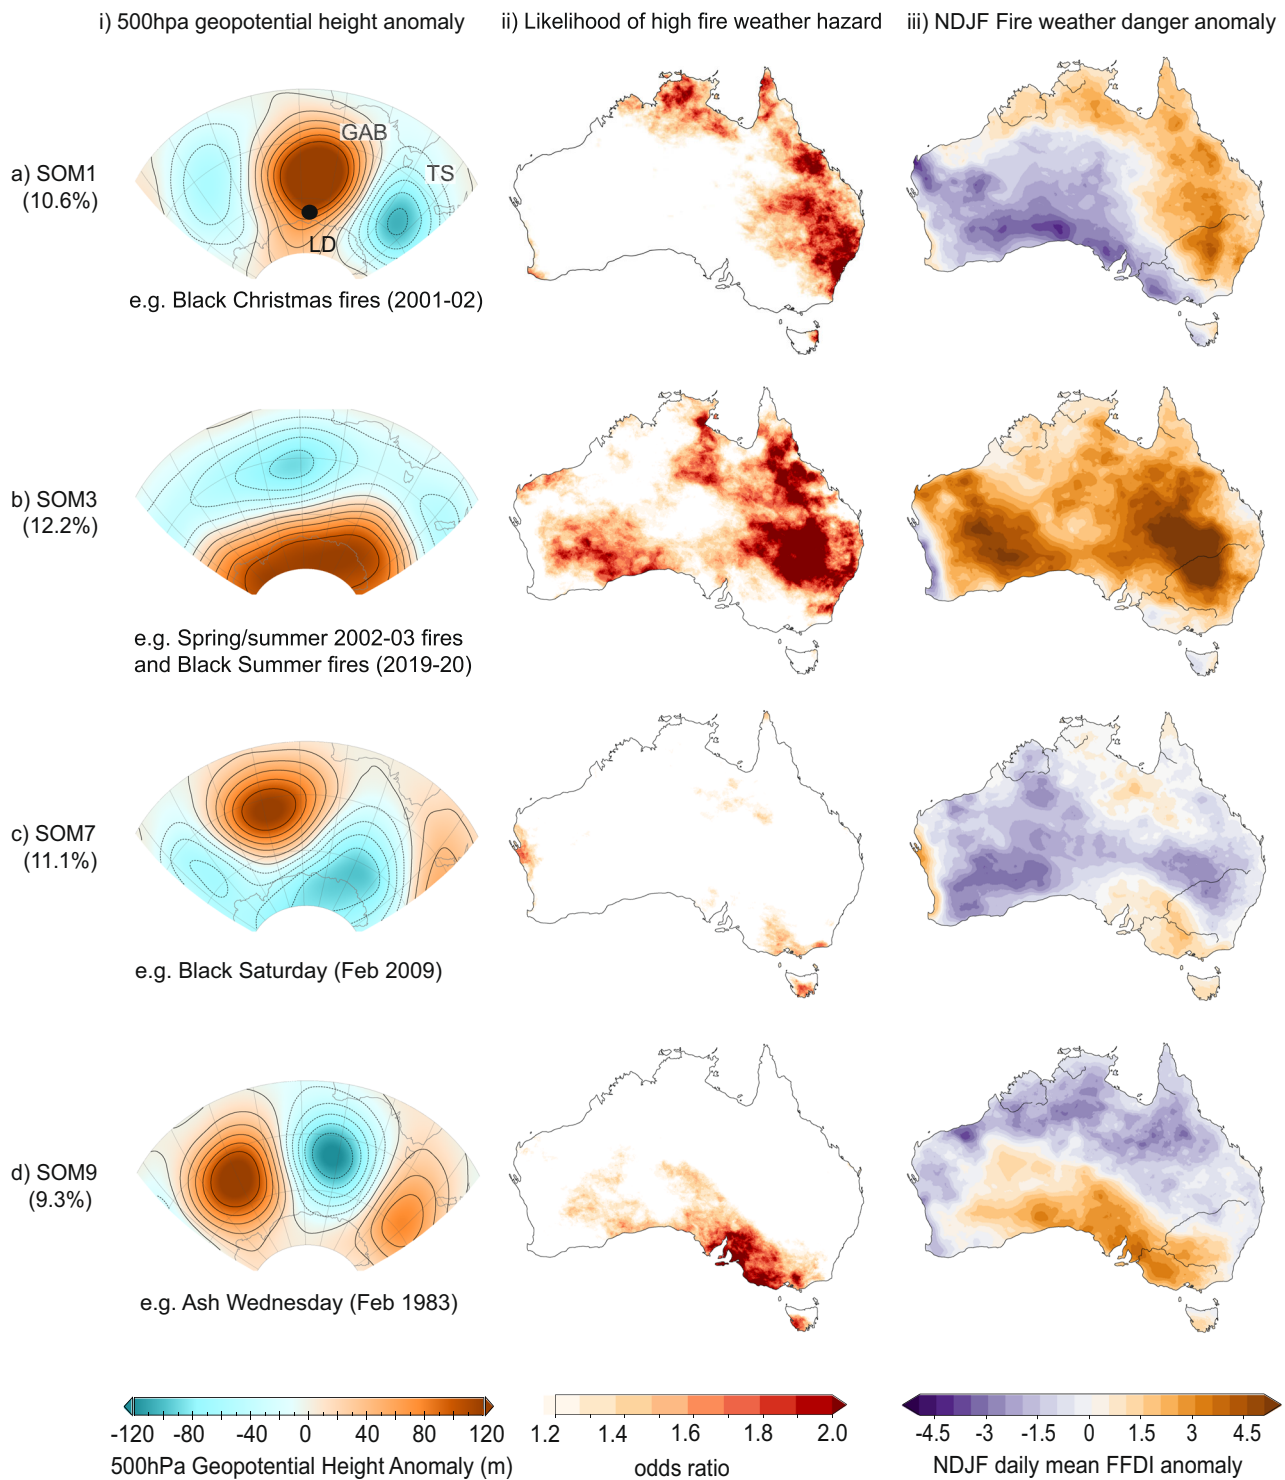 i) 500hpa geopotential height anomaly
ii) Likelihood of high fire weather hazard
iii) NDJF Fire weather danger anomaly
a) SOM1
(10.6%)
GAB
TS
LD
e.g. Black Christmas fires (2001-02)
b) SOM3
(12.2%)
e.g. Spring/summer 2002-03 fires
and Black Summer fires (2019-20)
c) SOM7
(11.1%)
e.g. Black Saturday (Feb 2009)
d) SOM9
(9.3%)
e.g. Ash Wednesday (Feb 1983)
-120 -80 -40 0 40 80 120
500hPa Geopotential Height Anomaly (m)
1.2 1.4 1.6 1.8 2.0
odds ratio
-4.5 -3 -1.5 0 1.5 3 4.5
NDJF daily mean FFDI anomaly